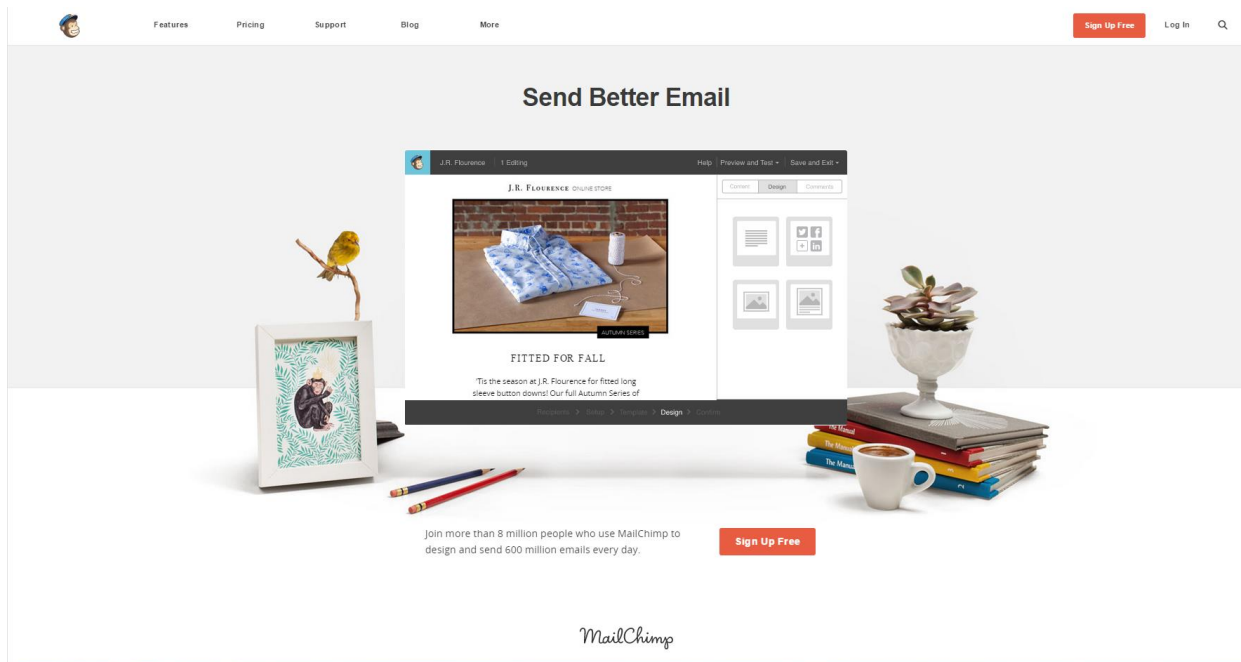 Features
Pricing
Support
Blog
More
Sign Up Free
Log In
Send Better Email
J.R. Flourence
1 Editing
Help
Preview and Test
Save and Exit
J.R. FLOURENCE ONLINE STORE
Content
Design
Comments
AUTUMN SERIES
FITTED FOR FALL
'Tis the season at J.R. Flourence for fitted long
sleeve button downs! Our full Autumn Series of
Recipients > Setup > Template > Design > Confirm
The Manual
The Manual
The Manual
Join more than 8 million people who use MailChimp to
design and send 600 million emails every day.
Sign Up Free
MailChimp